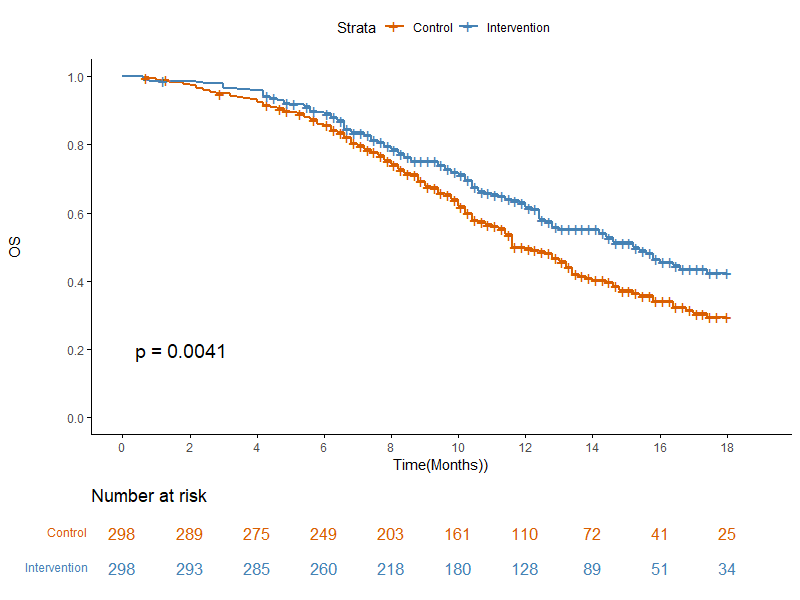 Strata Control Intervention
1.0
0.8
0.6
0.4
0.2
0.0
OS
p = 0.0041
0 2 4 6 8 10 12 14 16 18
Time(Months))
Number at risk
Control 298 289 275 249 203 161 110 72 41 25
Intervention 298 293 285 260 218 180 128 89 51 34